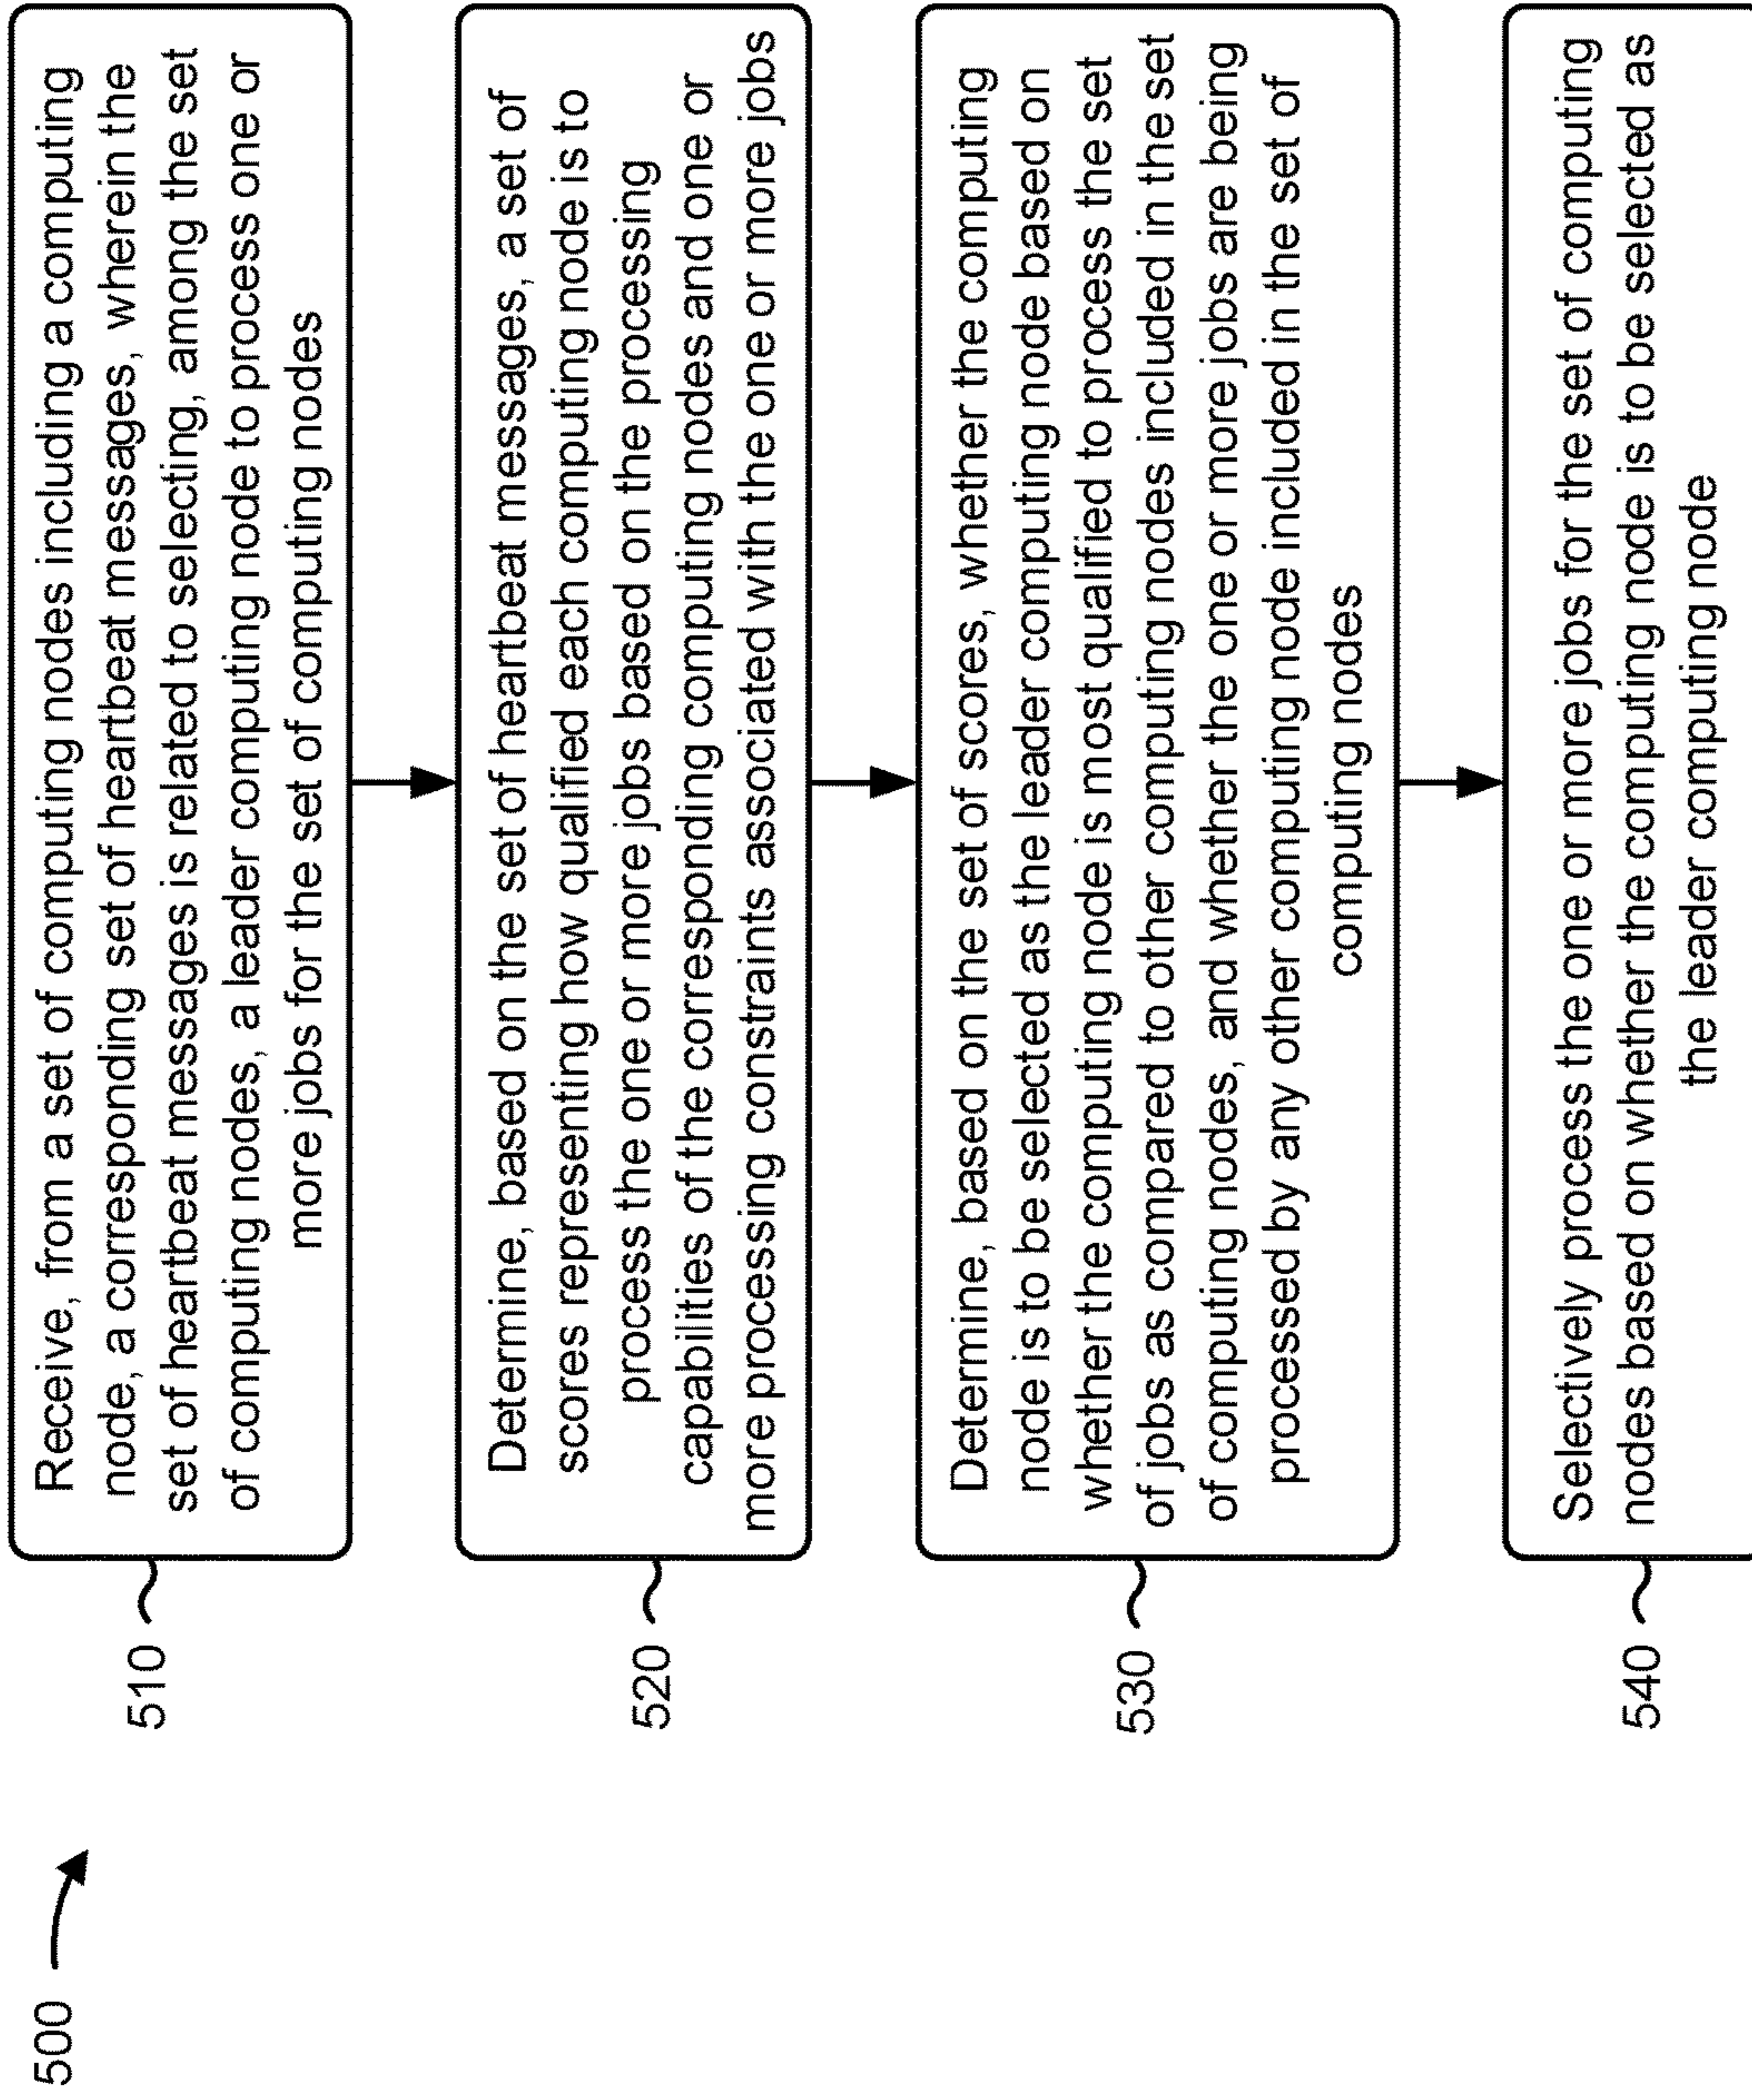 500
510
Receive, from a set of computing nodes including a computing
node, a corresponding set of heartbeat messages, wherein the
set of heartbeat messages is related to selecting, among the set
of computing nodes, a leader computing node to process one or
more jobs for the set of computing nodes
520
Determine, based on the set of heartbeat messages, a set of
scores representing how qualified each computing node is to
process the one or more jobs based on the processing
capabilities of the corresponding computing nodes and one or
more processing constraints associated with the one or more jobs
530
Determine, based on the set of scores, whether the computing
node is to be selected as the leader computing node based on
whether the computing node is most qualified to process the set
of jobs as compared to other computing nodes included in the set
of computing nodes, and whether the one or more jobs are being
processed by any other computing node included in the set of
computing nodes
540
Selectively process the one or more jobs for the set of computing
nodes based on whether the computing node is to be selected as
the leader computing node